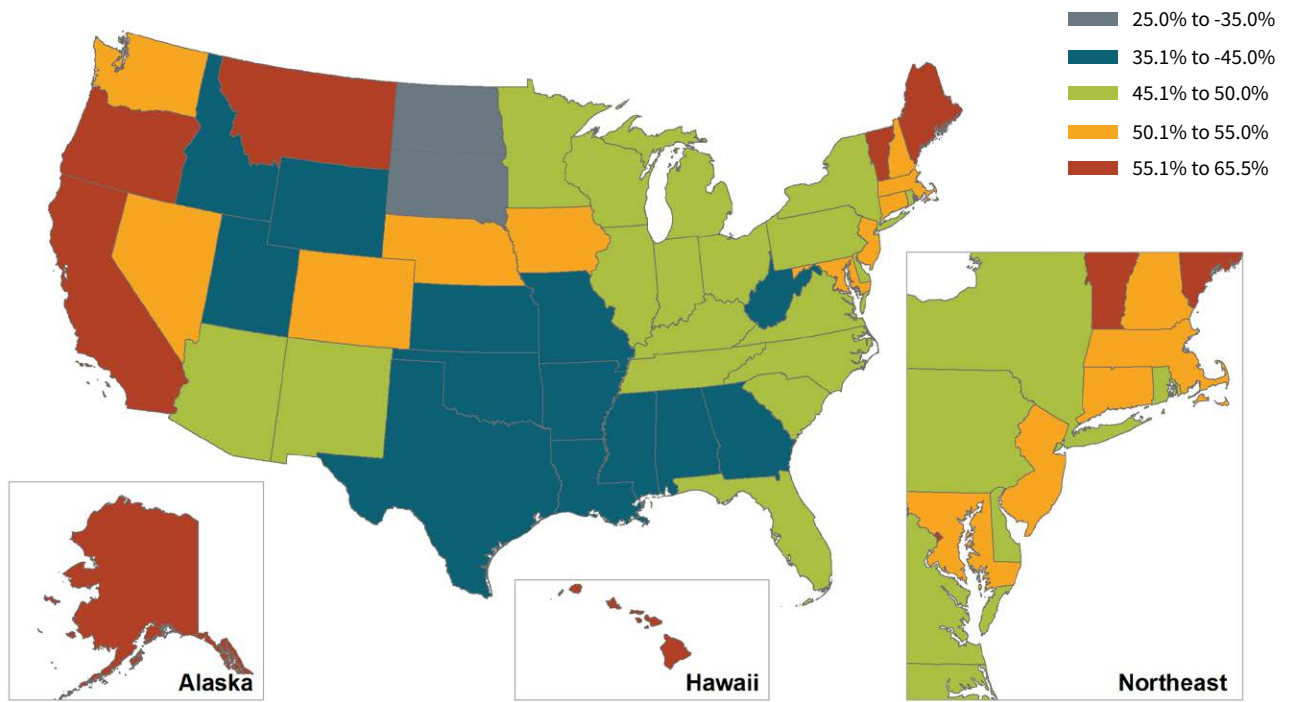 25.0% to -35.0%
35.1% to -45.0%
45.1% to 50.0%
50.1% to 55.0%
55.1% to 65.5%
Alaska
Hawaii
Northeast